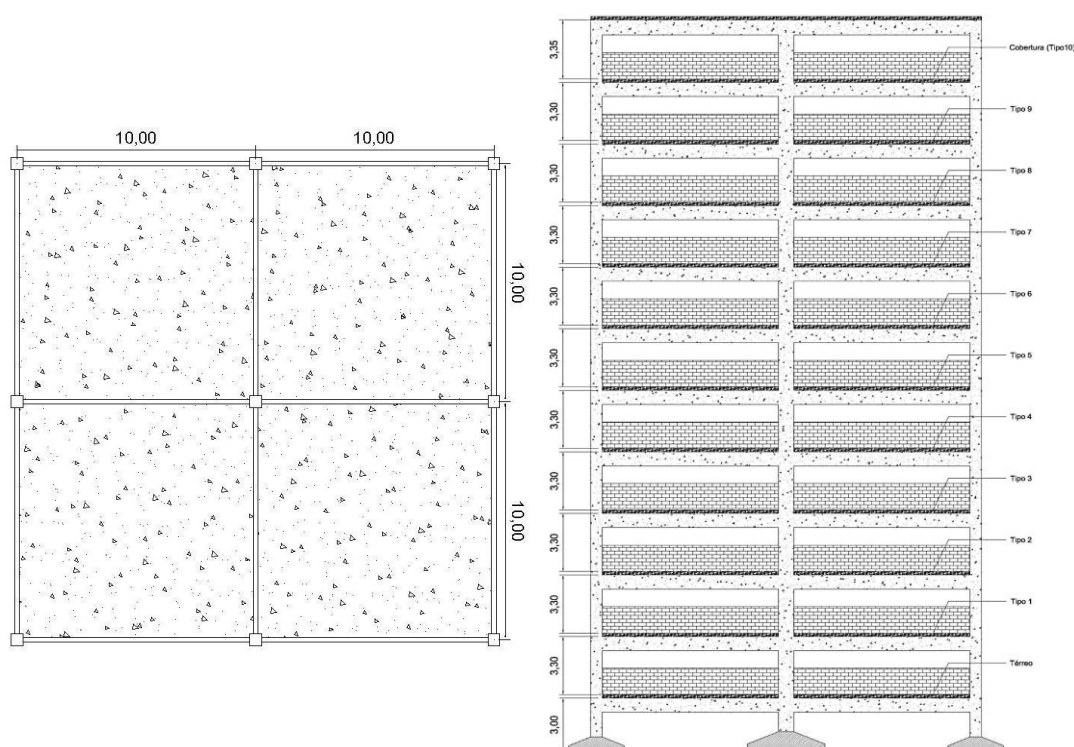 10,00 10,00
10,00
10,00
3,35
Cobertura (Tipo10)
3,30
Tipo 9
3,30
Tipo 8
3,30
Tipo 7
3,30
Tipo 6
3,30
Tipo 5
3,30
Tipo 4
3,30
Tipo 3
3,30
Tipo 2
3,30
Tipo 1
3,30
Térreo
3,00